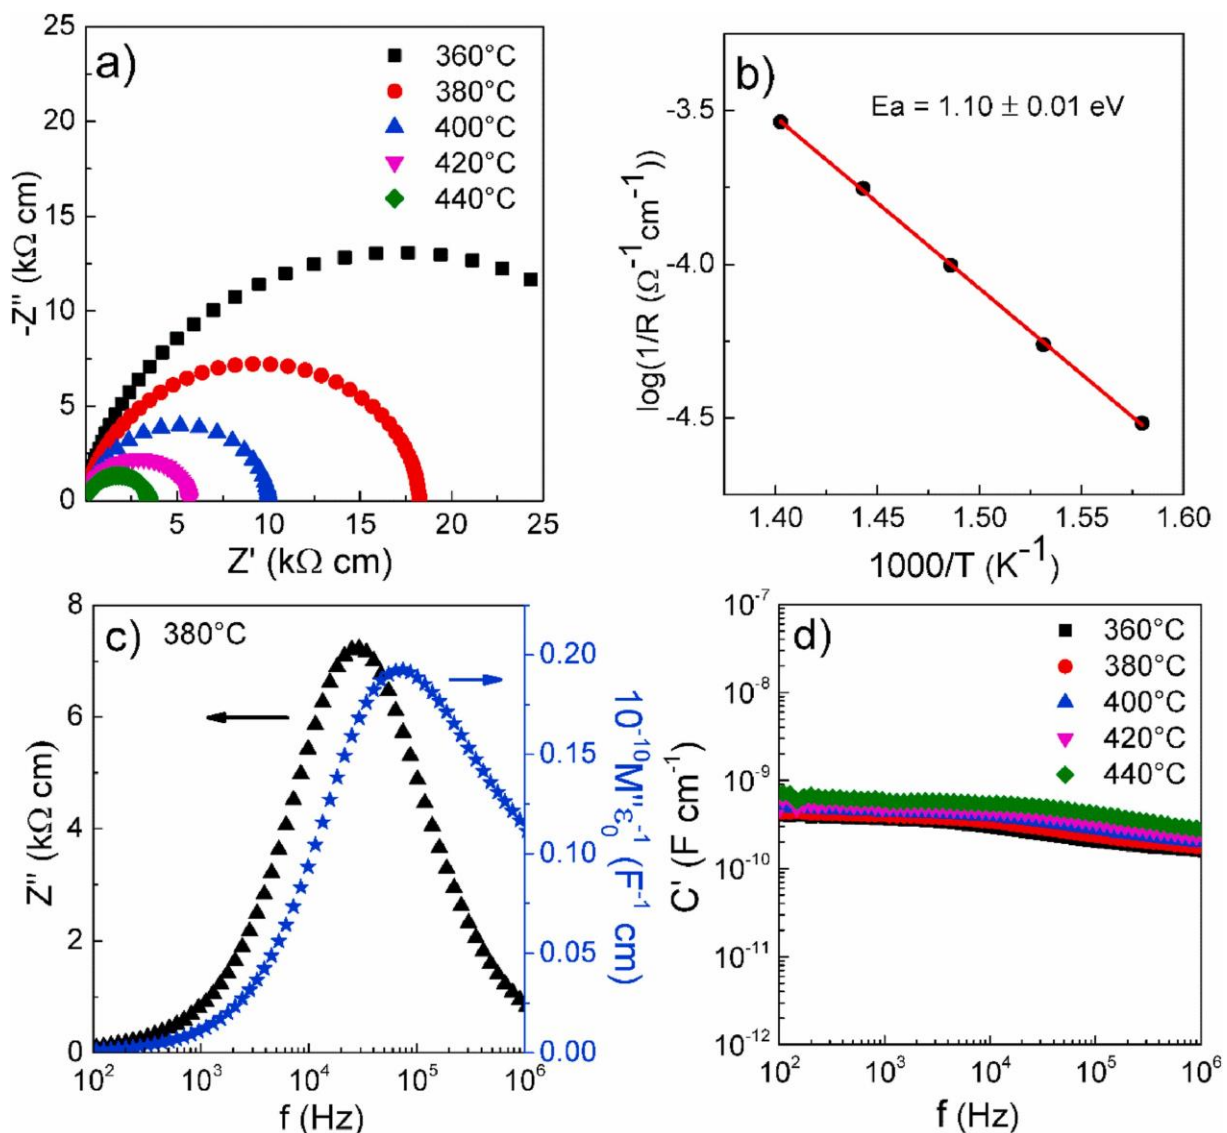 a)
360°C
380°C
400°C
420°C
440°C
-Z'' (kΩ cm)
25
20
15
10
5
0
5
10
15
20
25
Z' (kΩ cm)
b)
Ea = 1.10 ± 0.01 eV
log(1/R (Ω⁻¹cm⁻¹))
-3.5
-4.0
-4.5
1.40
1.45
1.50
1.55
1.60
1000/T (K⁻¹)
c)
380°C
Z'' (kΩ cm)
8
6
4
2
0
10²
10³
10⁴
10⁵
10⁶
f (Hz)
0.20
0.15
0.10
0.05
0.00
10⁻¹⁰M''ε₀⁻¹ (F⁻¹ cm)
d)
360°C
380°C
400°C
420°C
440°C
C' (F cm⁻¹)
10⁻⁷
10⁻⁸
10⁻⁹
10⁻¹⁰
10⁻¹¹
10⁻¹²
10²
10³
10⁴
10⁵
10⁶
f (Hz)